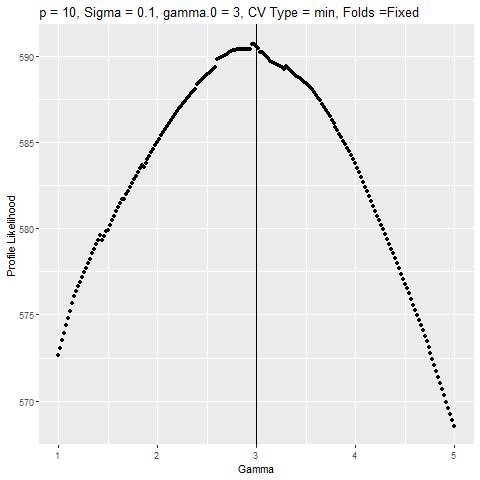 p = 10, Sigma = 0.1, gamma.0 = 3, CV Type = min, Folds =Fixed
Profile Likelihood
590
585
580
575
570
1 2 3 4 5
Gamma